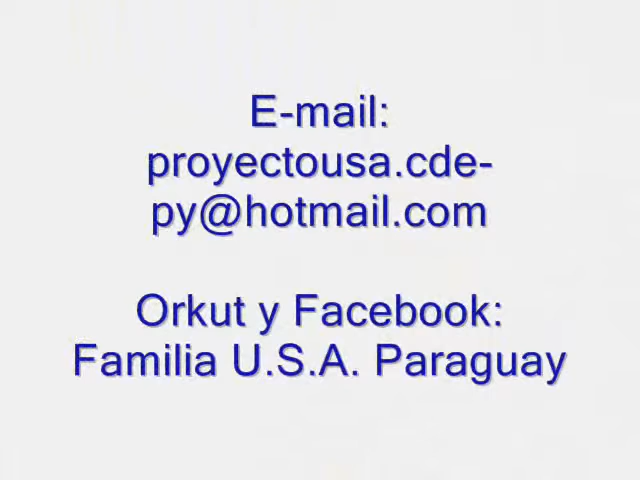 E-mail:
proyectousa.cde-
py@hotmail.com
Orkut y Facebook:
Familia U.S.A. Paraguay